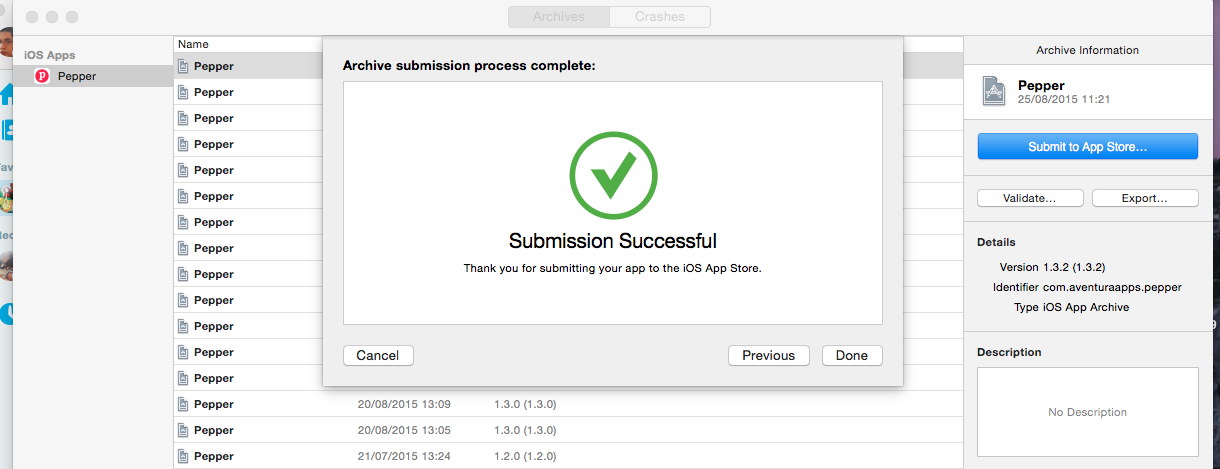 Archives Crashes
iOS Apps
Pepper
Name
Pepper
Pepper
Pepper
Pepper
Pepper
Pepper
Pepper
Pepper
Pepper
Pepper
Pepper
Pepper
Pepper
Pepper 20/08/2015 13:09 1.3.0 (1.3.0)
Pepper 20/08/2015 13:05 1.3.0 (1.3.0)
Pepper 21/07/2015 13:24 1.2.0 (1.2.0)
Archive submission process complete:
Submission Successful
Thank you for submitting your app to the iOS App Store.
Cancel Previous Done
Archive Information
Pepper
25/08/2015 11:21
Submit to App Store...
Validate... Export...
Details
Version 1.3.2 (1.3.2)
Identifier com.aventuraapps.pepper
Type iOS App Archive
Description
No Description